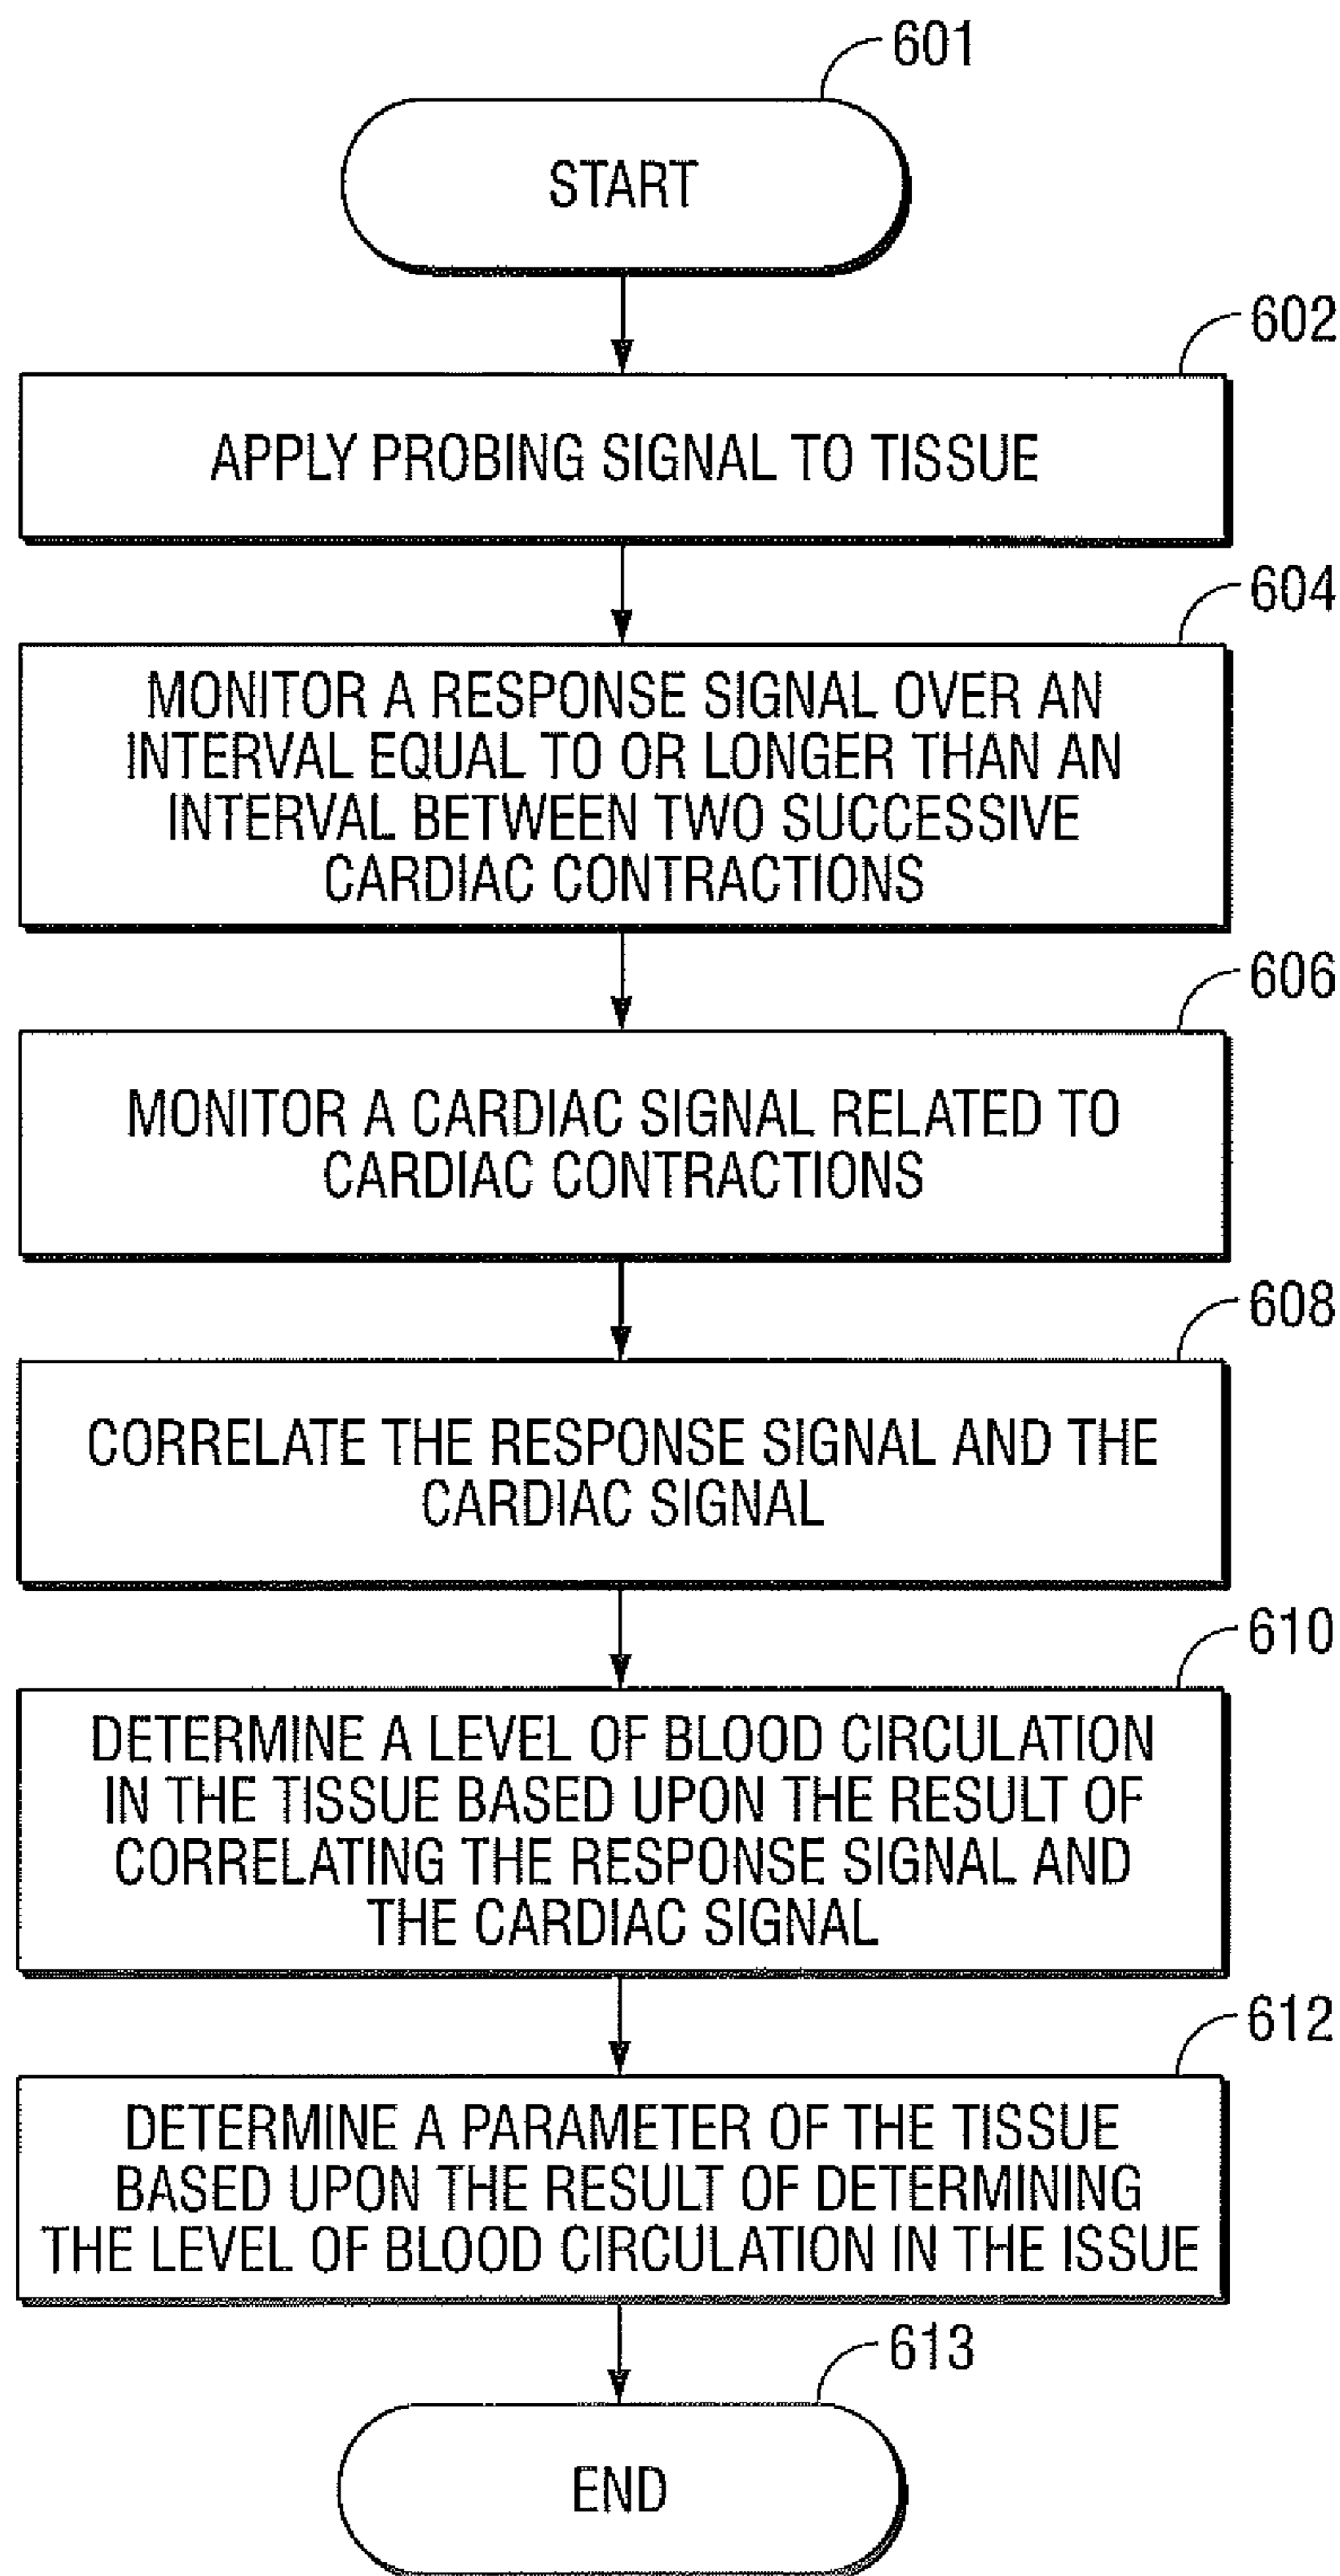 601
START
602
APPLY PROBING SIGNAL TO TISSUE
604
MONITOR A RESPONSE SIGNAL OVER AN
INTERVAL EQUAL TO OR LONGER THAN AN
INTERVAL BETWEEN TWO SUCCESSIVE
CARDIAC CONTRACTIONS
606
MONITOR A CARDIAC SIGNAL RELATED TO
CARDIAC CONTRACTIONS
608
CORRELATE THE RESPONSE SIGNAL AND THE
CARDIAC SIGNAL
610
DETERMINE A LEVEL OF BLOOD CIRCULATION
IN THE TISSUE BASED UPON THE RESULT OF
CORRELATING THE RESPONSE SIGNAL AND
THE CARDIAC SIGNAL
612
DETERMINE A PARAMETER OF THE TISSUE
BASED UPON THE RESULT OF DETERMINING
THE LEVEL OF BLOOD CIRCULATION IN THE ISSUE
613
END